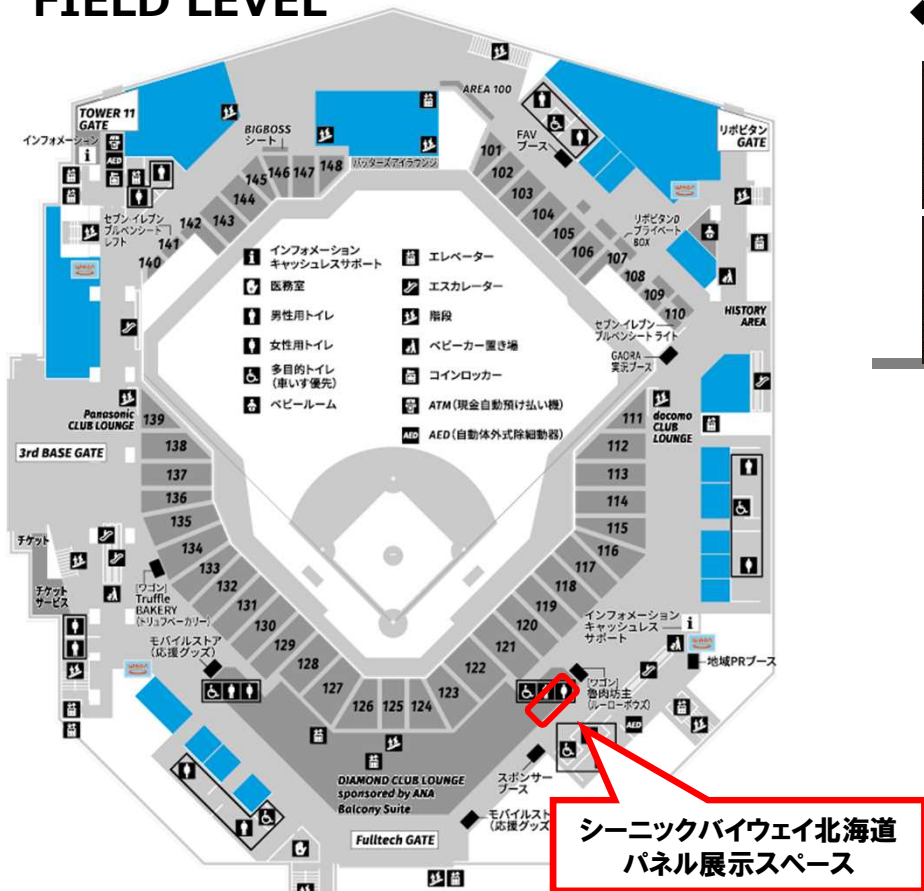 FIELD LEVEL
AREA 100
TOWER 11
GATE
インフォメーション
i
AED
BIGBOSS
シート
バッターズアイラウンジ
FAV
ブース
リポビタン
GATE
148
147
146
145
144
143
142
141
140
セブン-イレブン
ブルペンシート
レフト
101
102
103
104
105
106
107
108
109
110
リポビタンD
プライベート
BOX
HISTORY
AREA
セブン-イレブン
ブルペンシート ライト
GAORA
実況ブース
i
インフォメーション
キャッシュレスサポート
医務室
男性用トイレ
女性用トイレ
多目的トイレ
(車いす優先)
ベビールーム
エレベーター
エスカレーター
階段
ベビーカー置き場
コインロッカー
ATM(現金自動預け払い機)
AED
AED(自動体外式除細動器)
Panasonic
CLUB LOUNGE
docomo
CLUB
LOUNGE
3rd BASE GATE
139
138
137
136
135
134
133
132
131
130
129
128
127
126
125
124
123
122
121
120
119
118
117
116
115
114
113
112
111
チケット
チケット
サービス
[ワゴン]
Truffle
BAKERY
(トリュフベーカリー)
モバイルストア
(応援グッズ)
インフォメーション
キャッシュレス
サポート
i
地域PRブース
[ワゴン]
魯肉坊主
(ルーローボウズ)
AED
スポンサー
ブース
DIAMOND CLUB LOUNGE
sponsored by ANA
Balcony Suite
モバイルスト
(応援グッズ
Fulltech GATE
シーニックバイウェイ北海道
パネル展示スペース